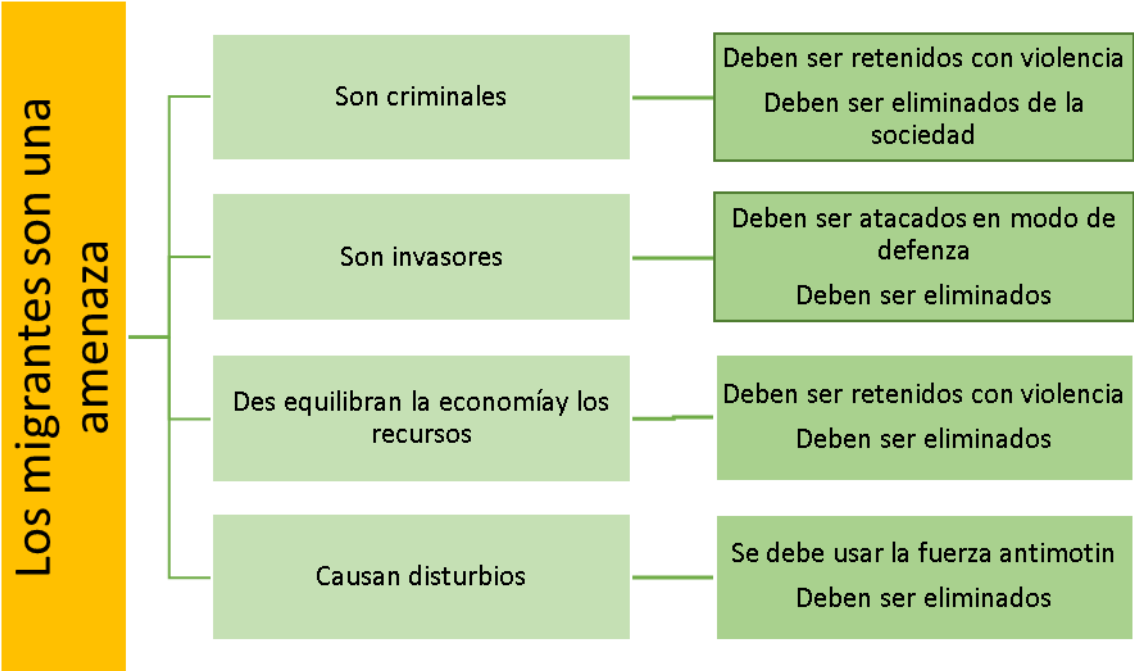 Los migrantes son una
amenaza
Son criminales
Deben ser retenidos con violencia
Deben ser eliminados de la
sociedad
Son invasores
Deben ser atacados en modo de
defenza
Deben ser eliminados
Des equilibran la economíay los
recursos
Deben ser retenidos con violencia
Deben ser eliminados
Causan disturbios
Se debe usar la fuerza antimotin
Deben ser eliminados